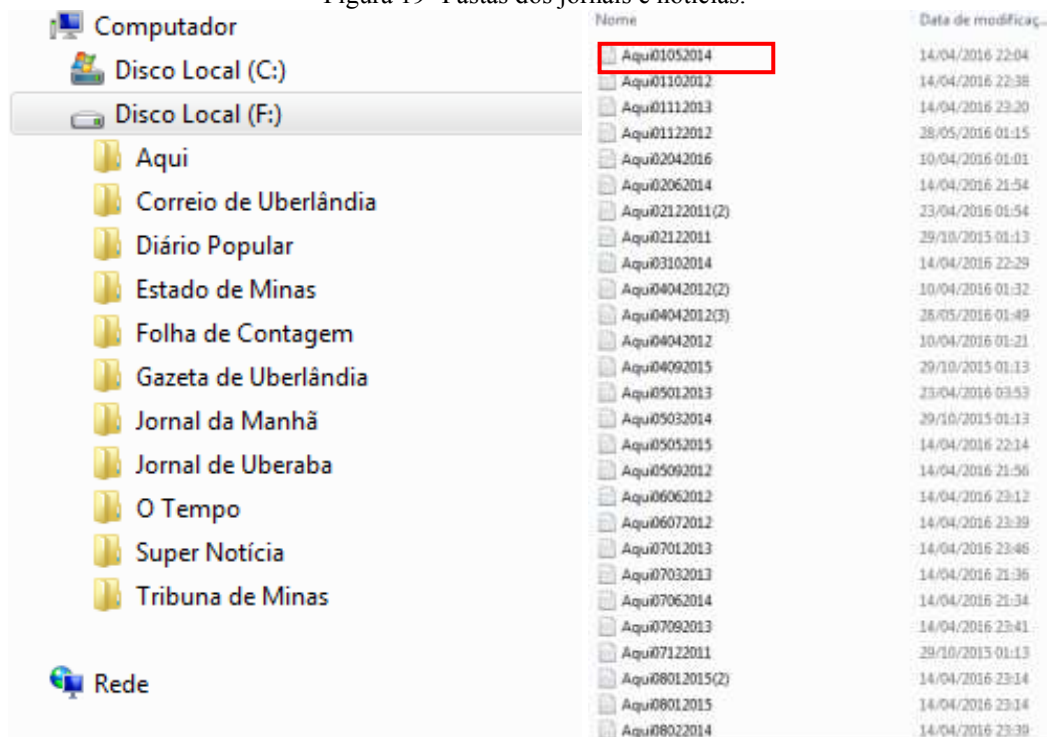 Figura 19- Pastas dos jornais e notícias.
Computador
Disco Local (C:)
Disco Local (F:)
Aqui
Correio de Uberlândia
Diário Popular
Estado de Minas
Folha de Contagem
Gazeta de Uberlândia
Jornal da Manhã
Jornal de Uberaba
O Tempo
Super Notícia
Tribuna de Minas
Rede
Nome Data de modificaç...
Aqui01052014 14/04/2016 22:04
Aqui01102012 14/04/2016 22:38
Aqui01112013 14/04/2016 23:20
Aqui01122012 28/05/2016 01:15
Aqui02042016 10/04/2016 01:01
Aqui02062014 14/04/2016 21:54
Aqui02122011(2) 23/04/2016 01:54
Aqui02122011 29/10/2015 01:13
Aqui03102014 14/04/2016 22:29
Aqui04042012(2) 10/04/2016 01:32
Aqui04042012(3) 28/05/2016 01:49
Aqui04042012 10/04/2016 01:21
Aqui04092015 29/10/2015 01:13
Aqui05012013 23/04/2016 03:53
Aqui05032014 29/10/2015 01:13
Aqui05052015 14/04/2016 22:14
Aqui05092012 14/04/2016 21:56
Aqui06062012 14/04/2016 23:12
Aqui06072012 14/04/2016 23:39
Aqui07012013 14/04/2016 23:46
Aqui07032013 14/04/2016 21:36
Aqui07062014 14/04/2016 21:34
Aqui07092013 14/04/2016 23:41
Aqui07122011 29/10/2015 01:13
Aqui08012015(2) 14/04/2016 23:14
Aqui08012015 14/04/2016 23:14
Aqui08022014 14/04/2016 23:39